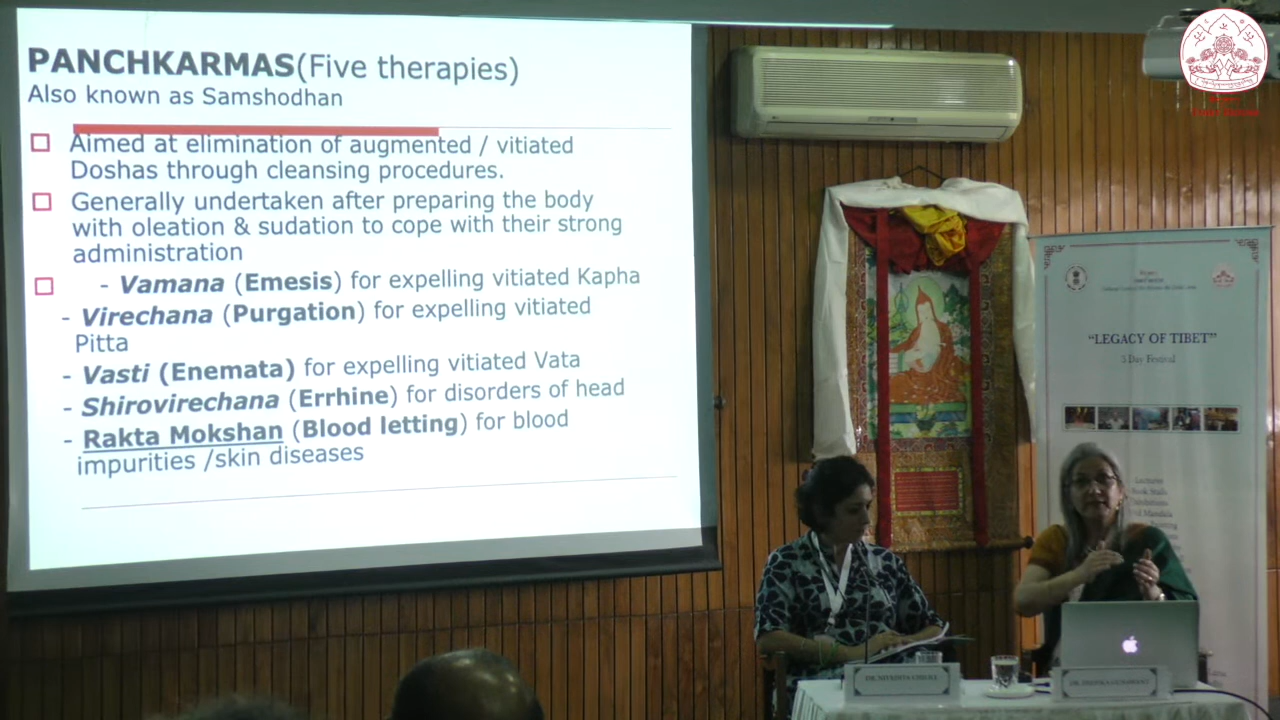 PANCHKARMAS(Five therapies)
Also known as Samshodhan
Aimed at elimination of augmented / vitiated
Doshas through cleansing procedures.
Generally undertaken after preparing the body
with oleation & sudation to cope with their strong
administration
- Vamana (Emesis) for expelling vitiated Kapha
- Virechana (Purgation) for expelling vitiated
Pitta
- Vasti (Enemata) for expelling vitiated Vata
- Shirovirechana (Errhine) for disorders of head
- Rakta Mokshan (Blood letting) for blood
impurities /skin diseases
"LEGACY OF TIBET"
Day Festival
Lectures